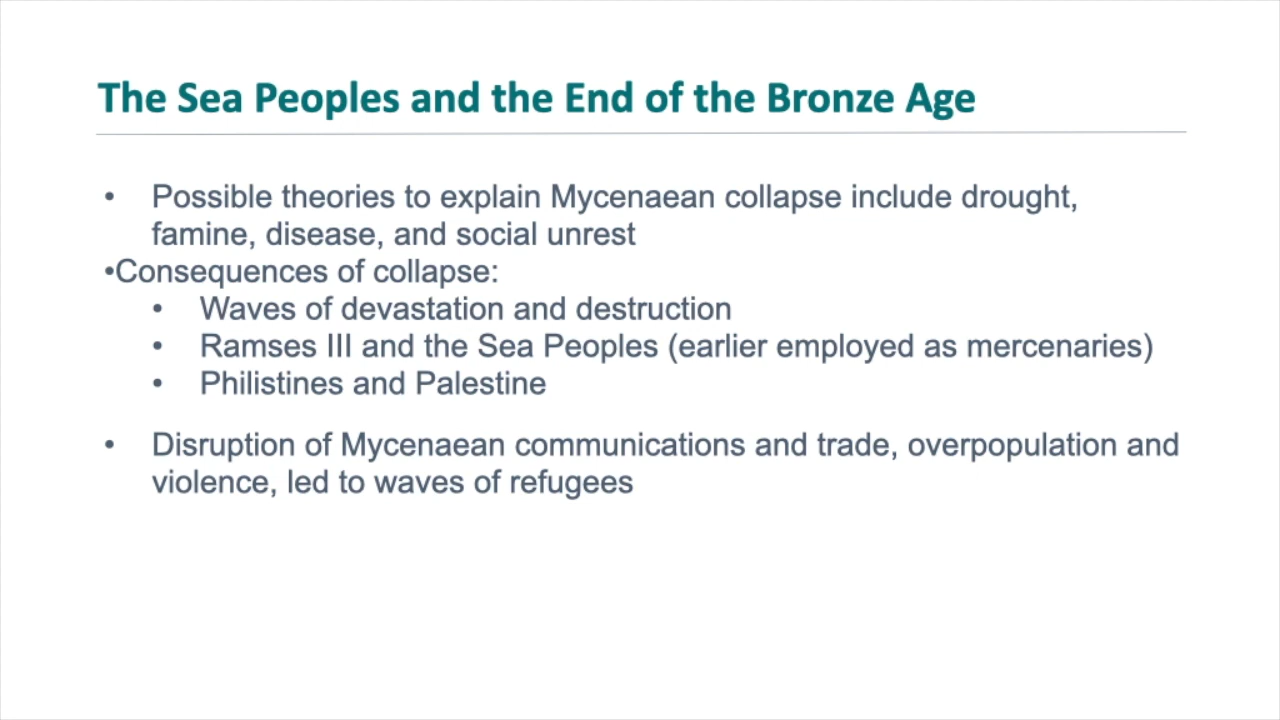 The Sea Peoples and the End of the Bronze Age
• Possible theories to explain Mycenaean collapse include drought,
famine, disease, and social unrest
•Consequences of collapse:
• Waves of devastation and destruction
• Ramses III and the Sea Peoples (earlier employed as mercenaries)
• Philistines and Palestine
• Disruption of Mycenaean communications and trade, overpopulation and
violence, led to waves of refugees